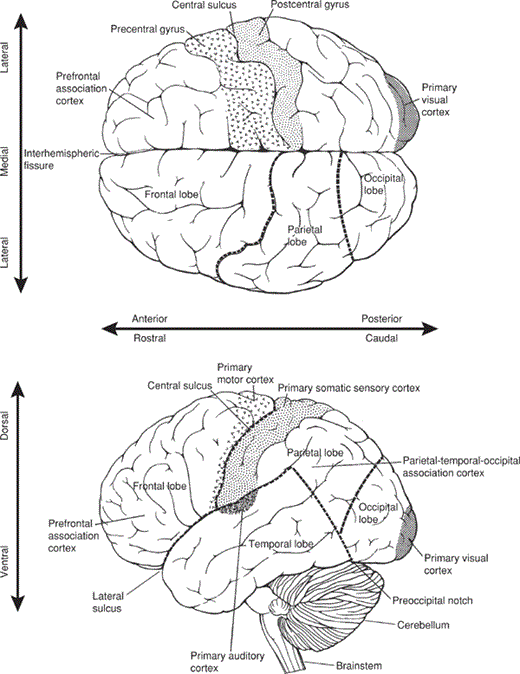 Central sulcus
Postcentral gyrus
Precentral gyrus
Lateral
Prefrontal
association
cortex
Primary
visual
cortex
Medial
Interhemispheric
fissure
Frontal lobe
Occipital
lobe
Parietal
lobe
Lateral
Anterior
Posterior
Rostral
Caudal
Primary
motor cortex
Central sulcus
Primary somatic sensory cortex
Dorsal
Parietal lobe
Parietal-temporal-occipital
association cortex
Frontal lobe
Occipital
lobe
Prefrontal
association
cortex
Temporal lobe
Primary visual
cortex
Ventral
Lateral
sulcus
Preoccipital notch
Cerebellum
Primary auditory
cortex
Brainstem